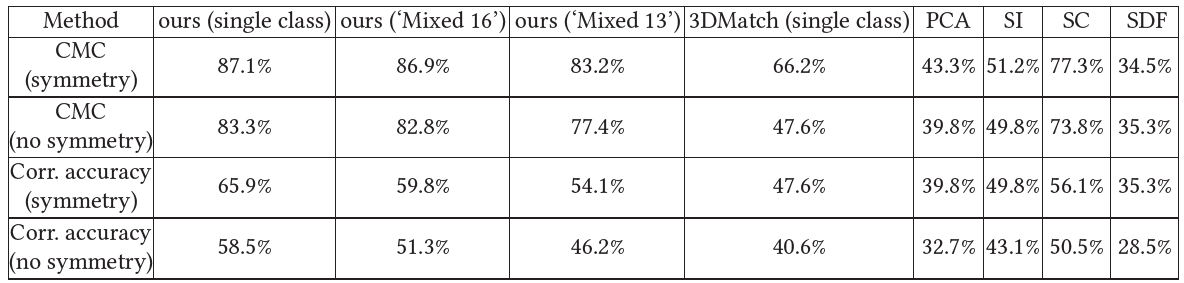 Method ours (single class) ours (‘Mixed 16’) ours (‘Mixed 13’) 3DMatch (single class) PCA SI SC SDF
CMC
(symmetry) 87.1% 86.9% 83.2% 66.2% 43.3% 51.2% 77.3% 34.5%
CMC
(no symmetry) 83.3% 82.8% 77.4% 47.6% 39.8% 49.8% 73.8% 35.3%
Corr. accuracy
(symmetry) 65.9% 59.8% 54.1% 47.6% 39.8% 49.8% 56.1% 35.3%
Corr. accuracy
(no symmetry) 58.5% 51.3% 46.2% 40.6% 32.7% 43.1% 50.5% 28.5%